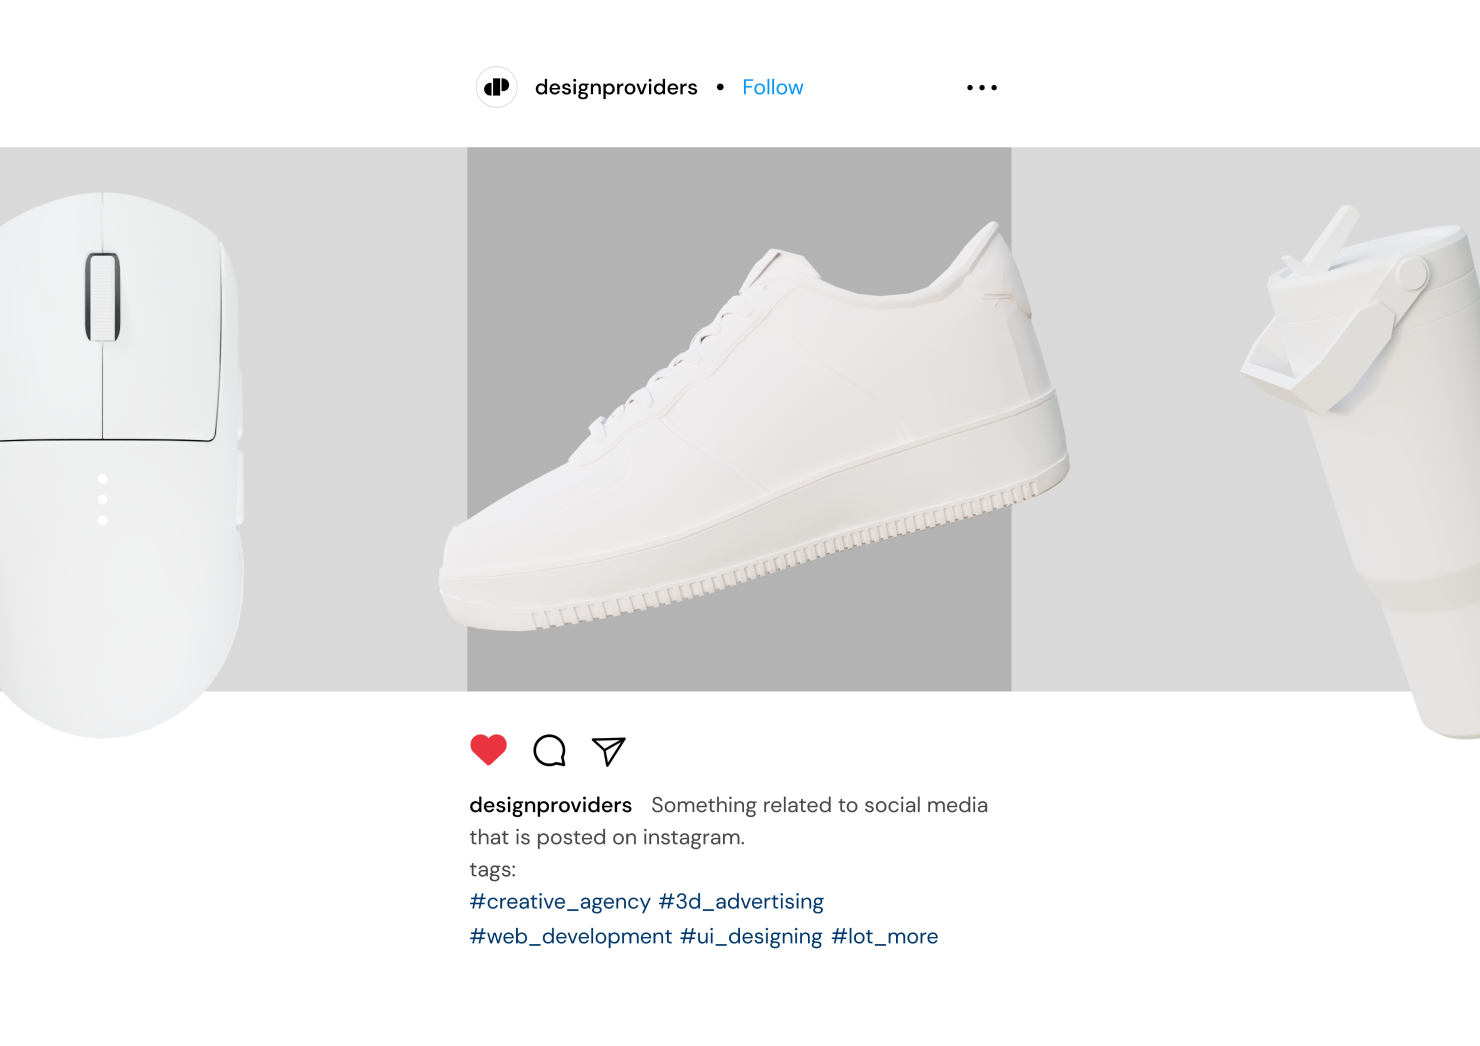 designproviders • Follow
designproviders Something related to social media
that is posted on instagram.
tags:
#creative_agency #3d_advertising
#web_development #ui_designing #lot_more